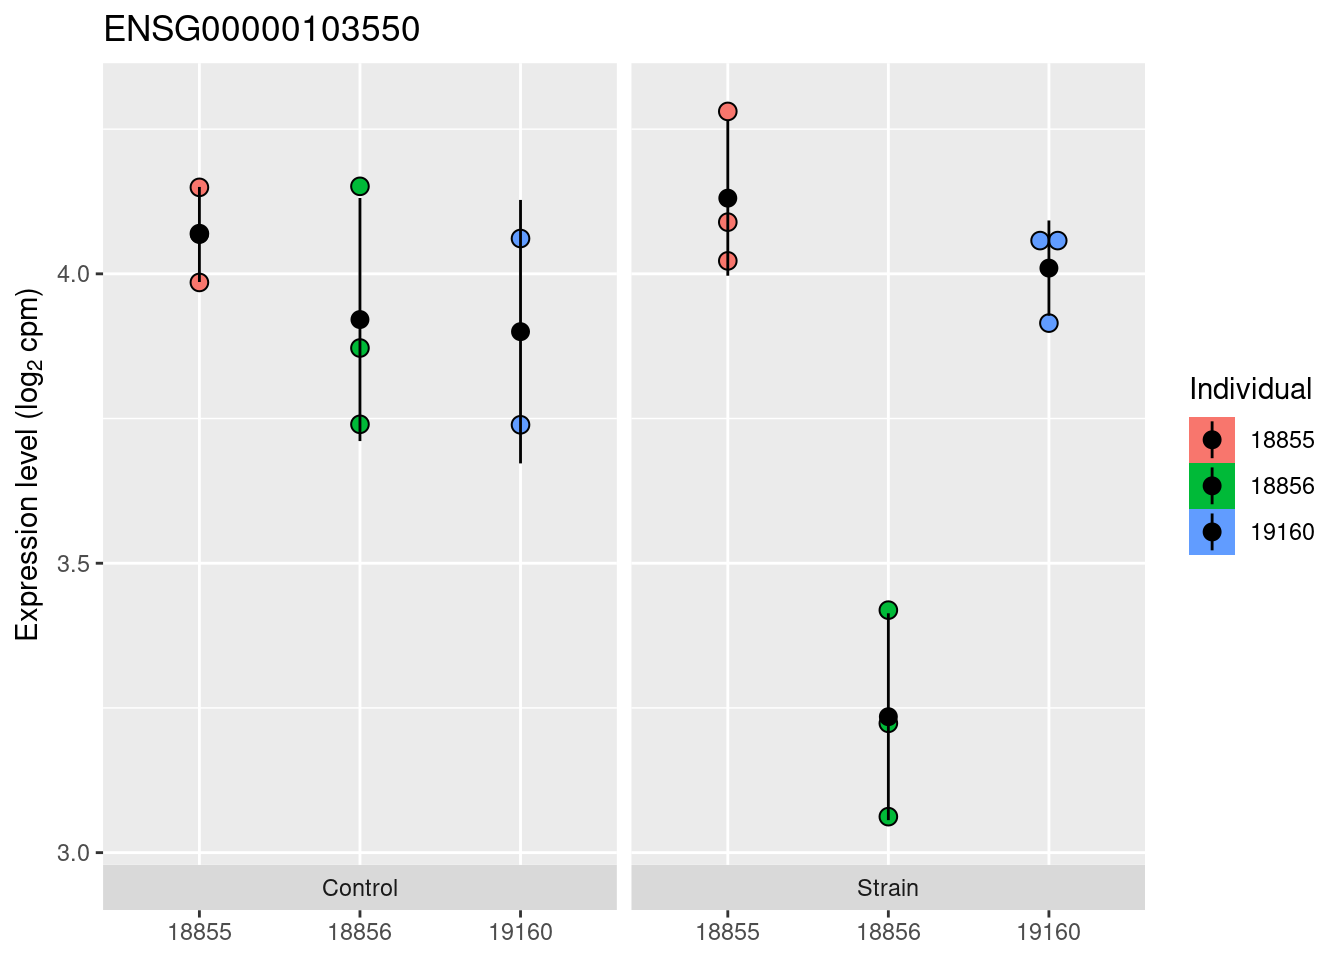 ENSG00000103550
Expression level (log₂ cpm)
4.0
3.5
3.0
Control
Strain
18855
18856
19160
18855
18856
19160
Individual
18855
18856
19160